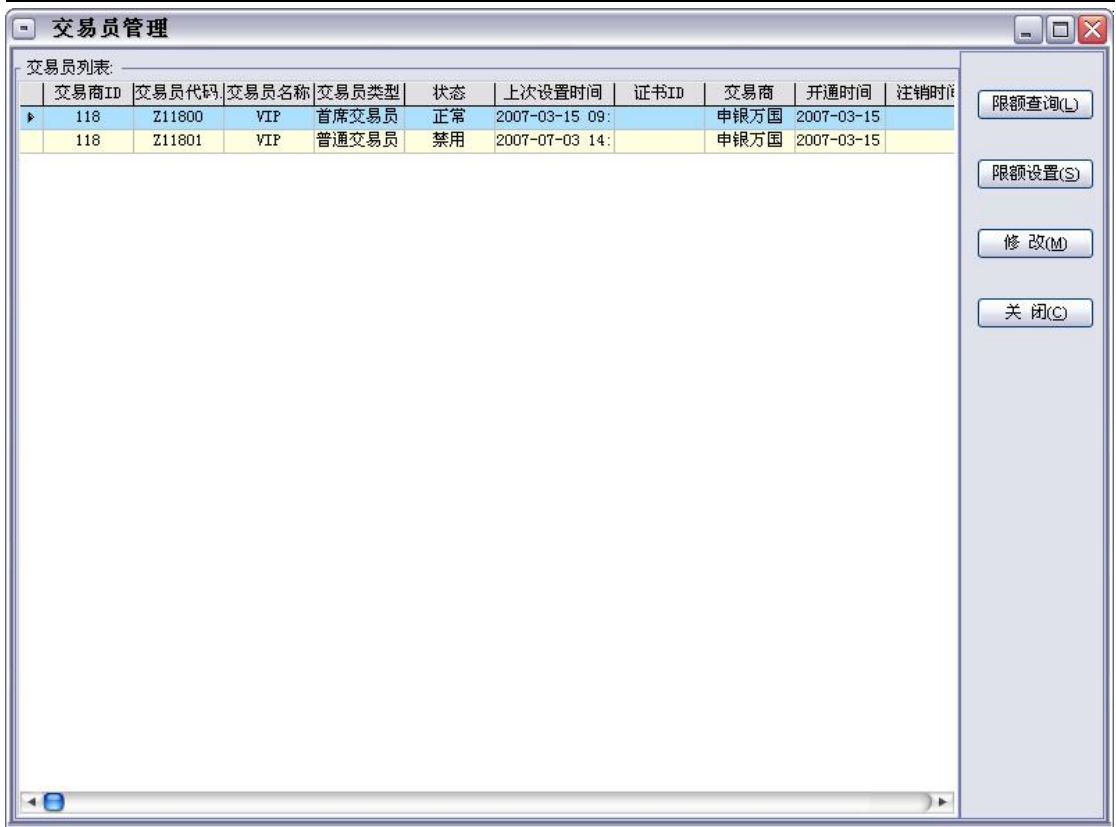 交易员管理
交易员列表:
交易商ID 交易员代码 交易员名称 交易员类型 状态 上次设置时间 证书ID 交易商 开通时间 注销时间
118 Z11800 VIP 首席交易员 正常 2007-03-15 09: 申银万国 2007-03-15
118 Z11801 VIP 普通交易员 禁用 2007-07-03 14: 申银万国 2007-03-15
限额查询(L)
限额设置(S)
修 改(M)
关 闭(C)